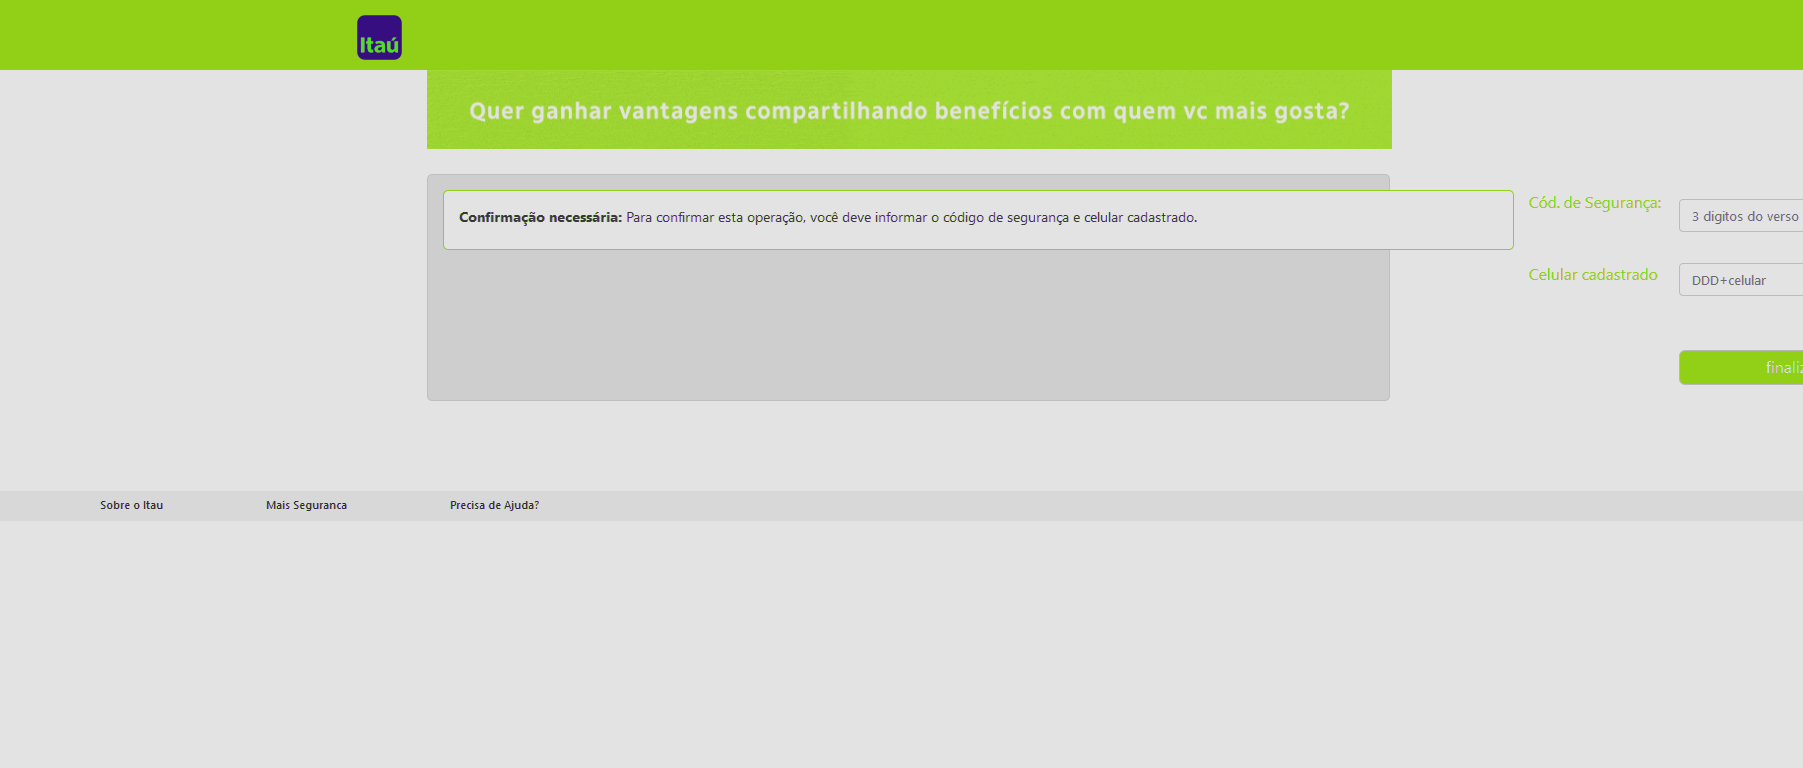 Itaú
Quer ganhar vantagens compartilhando benefícios com quem vc mais gosta?
Confirmação necessária: Para confirmar esta operação, você deve informar o código de segurança e celular cadastrado.
Cód. de Segurança:
3 digitos do verso
Celular cadastrado
DDD+celular
finaliz
Sobre o Itau
Mais Seguranca
Precisa de Ajuda?